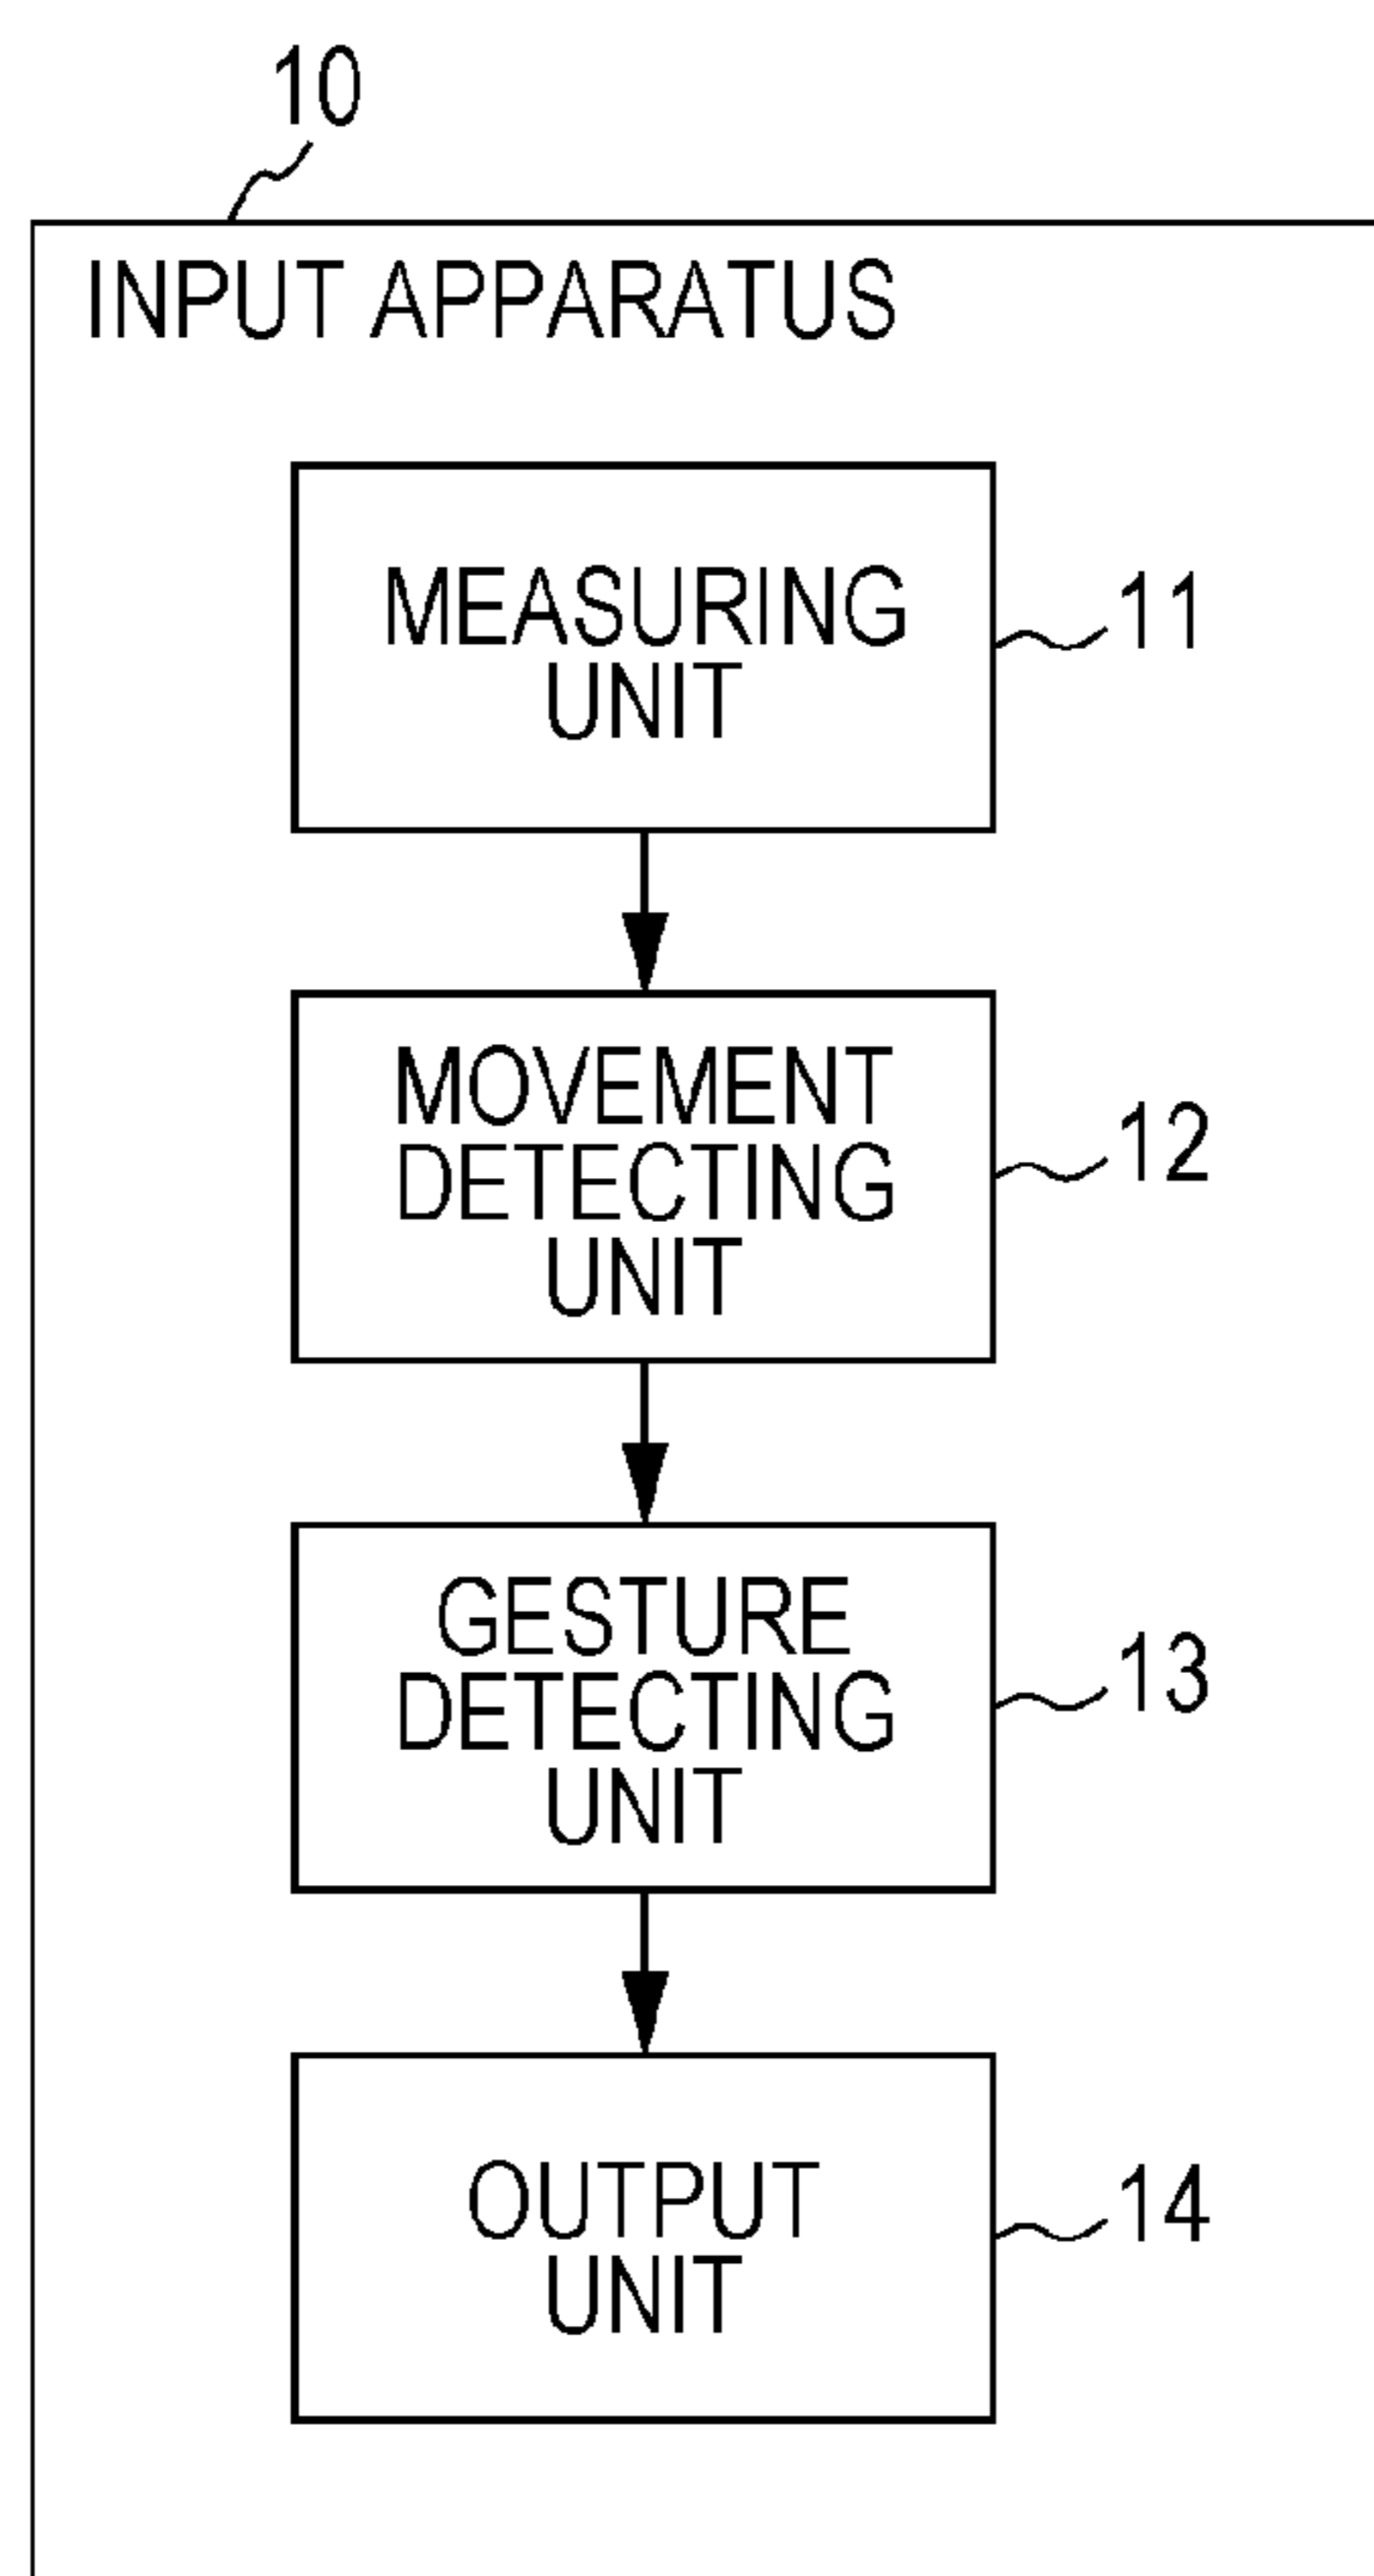 10
INPUT APPARATUS
MEASURING
UNIT
11
MOVEMENT
DETECTING
UNIT
12
GESTURE
DETECTING
UNIT
13
OUTPUT
UNIT
14